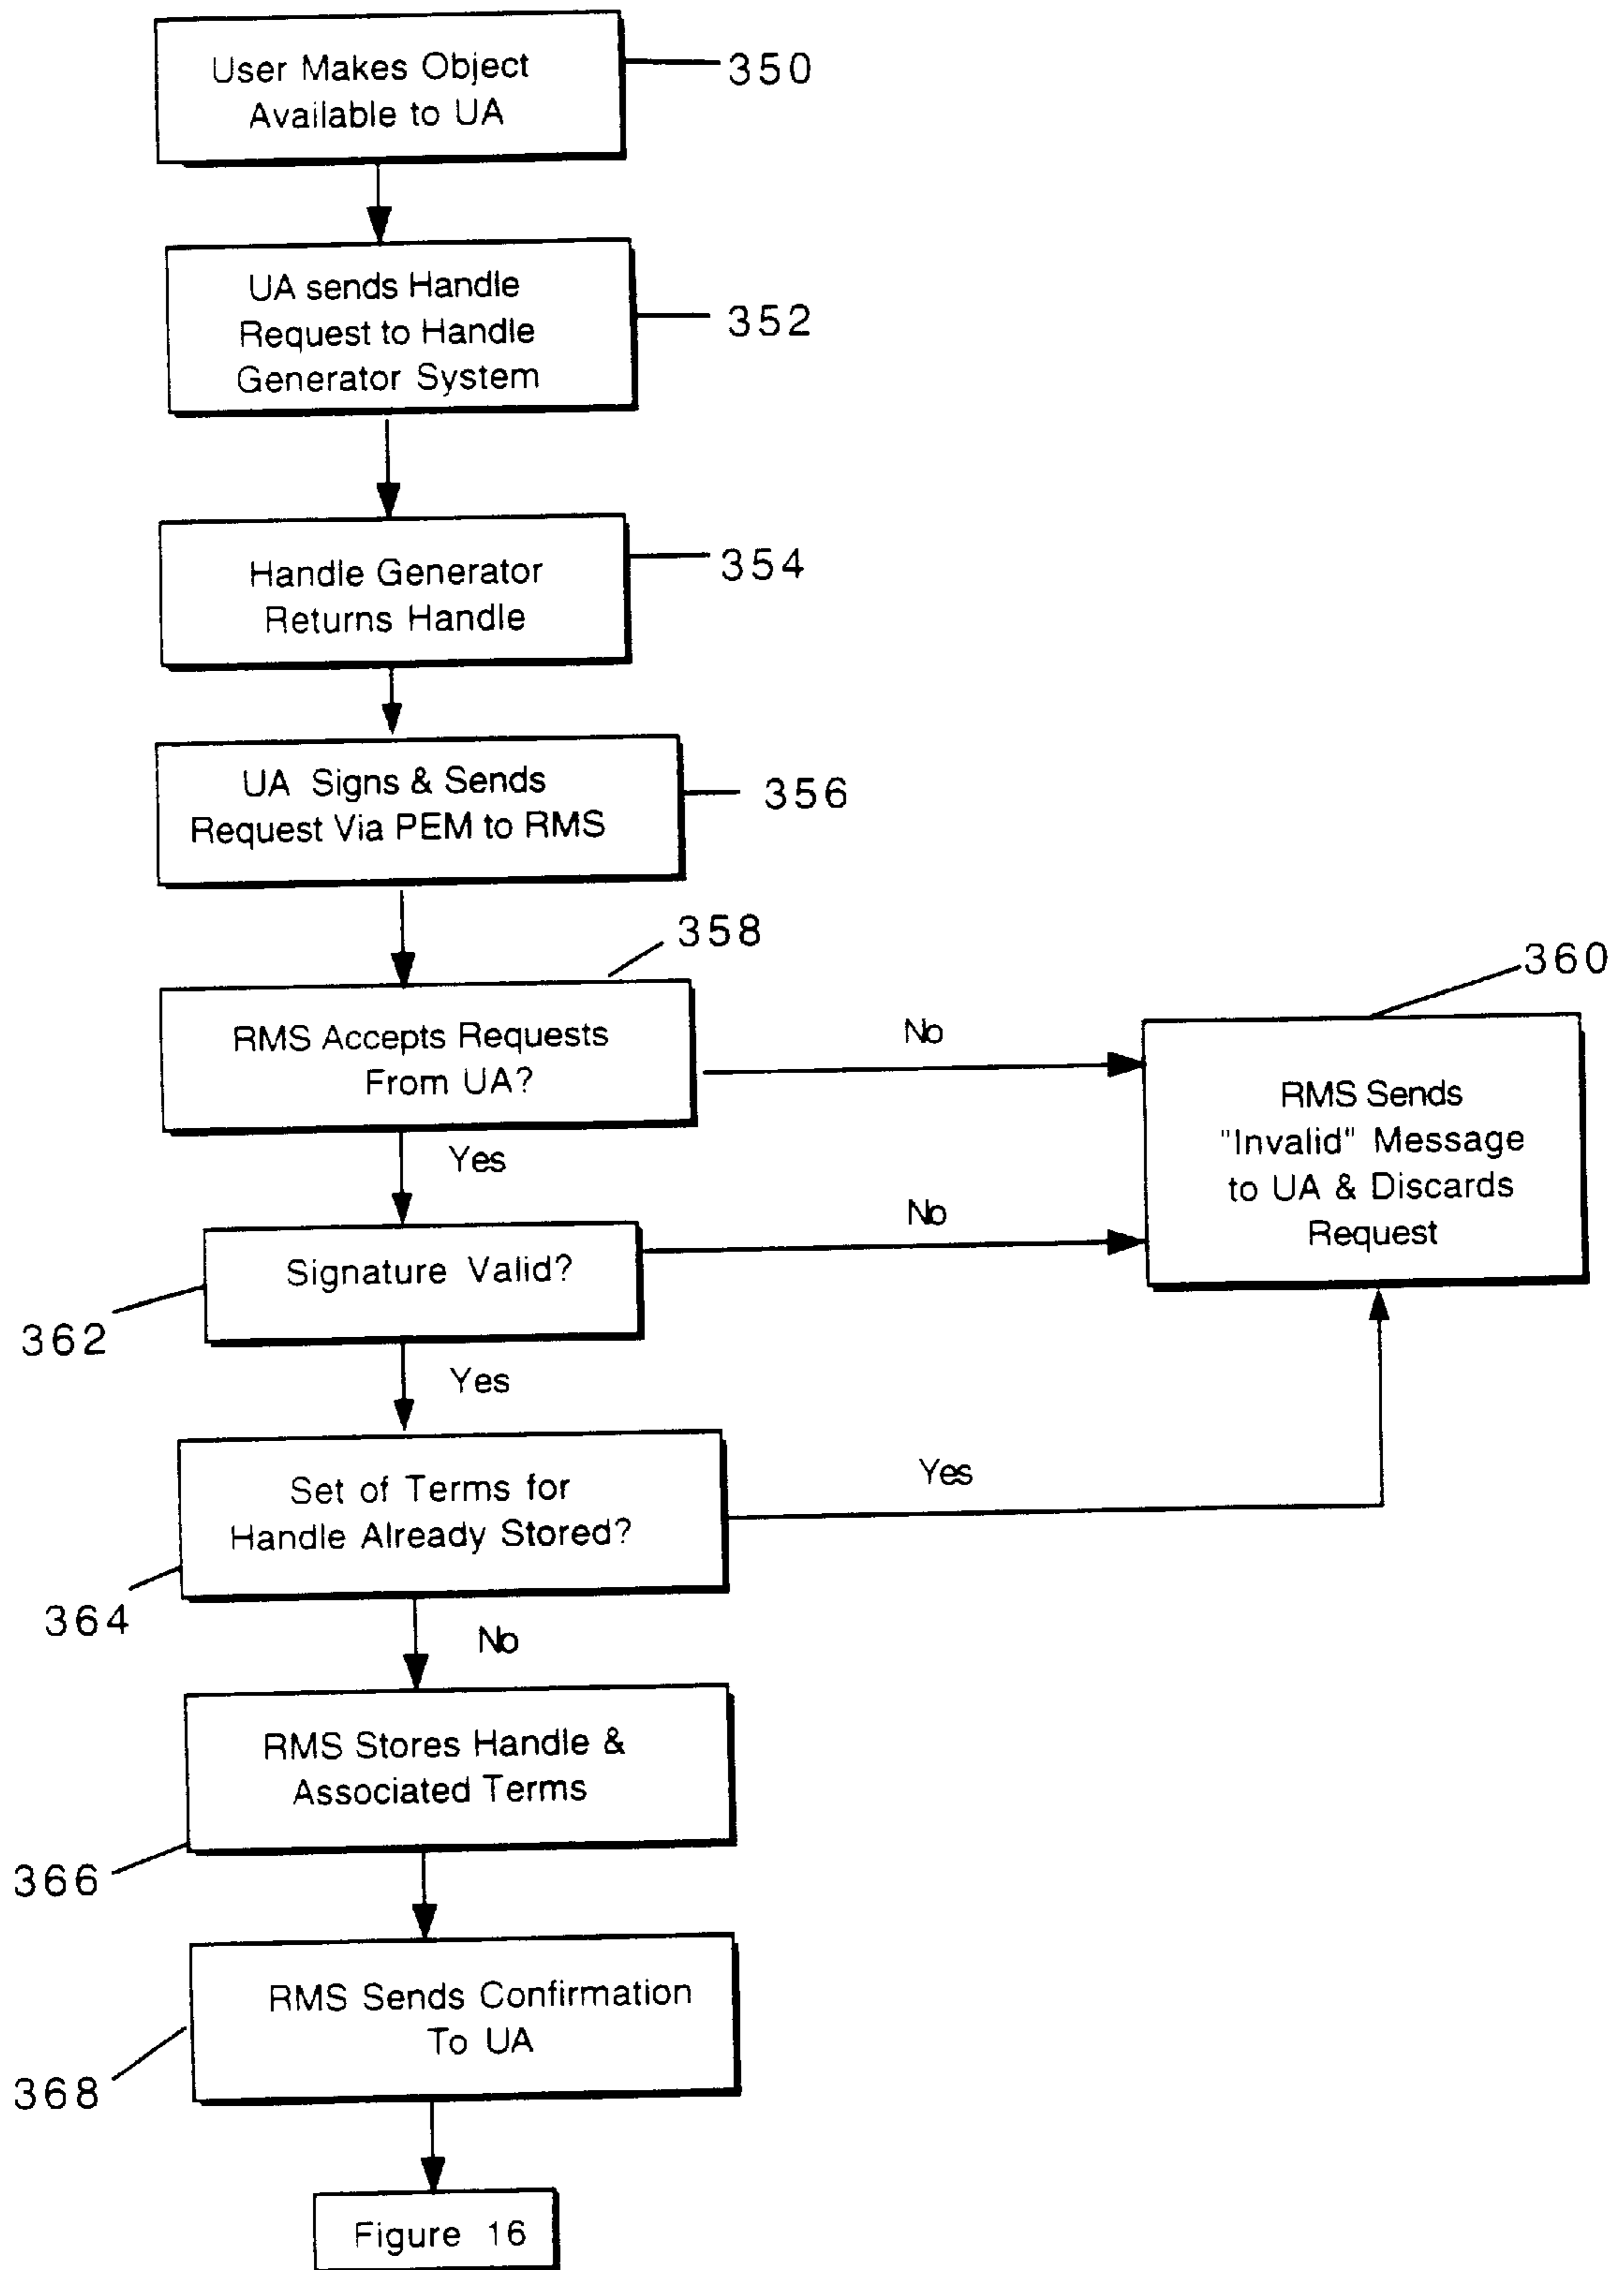 User Makes Object
Available to UA
350
UA sends Handle
Request to Handle
Generator System
352
Handle Generator
Returns Handle
354
UA Signs & Sends
Request Via PEM to RMS
356
358
RMS Accepts Requests
From UA?
No
360
RMS Sends
"Invalid" Message
to UA & Discards
Request
Yes
Signature Valid?
No
362
Yes
Set of Terms for
Handle Already Stored?
Yes
364
No
RMS Stores Handle &
Associated Terms
366
RMS Sends Confirmation
To UA
368
Figure 16